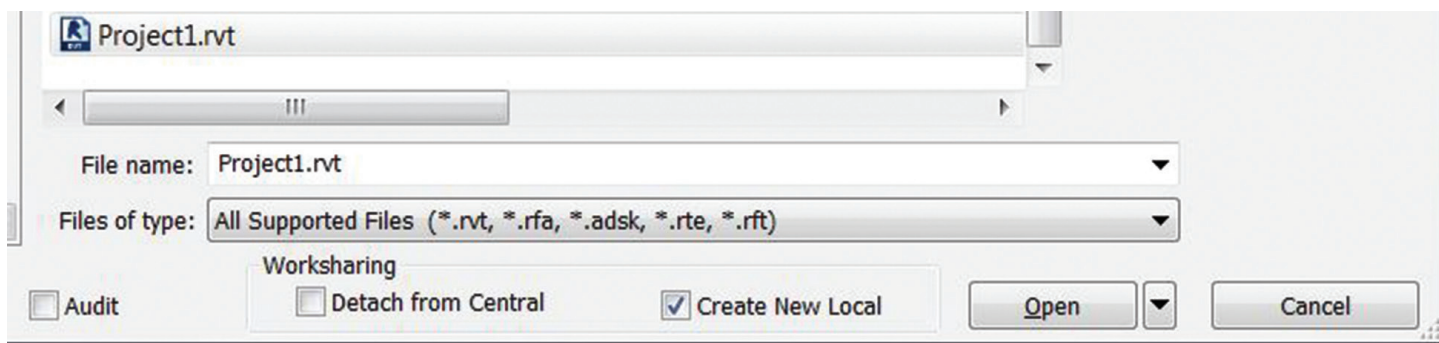 Project1.rvt
File name: Project1.rvt
Files of type: All Supported Files (*.rvt, *.rfa, *.adsk, *.rte, *.rft)
Worksharing
Audit Detach from Central Create New Local Open Cancel